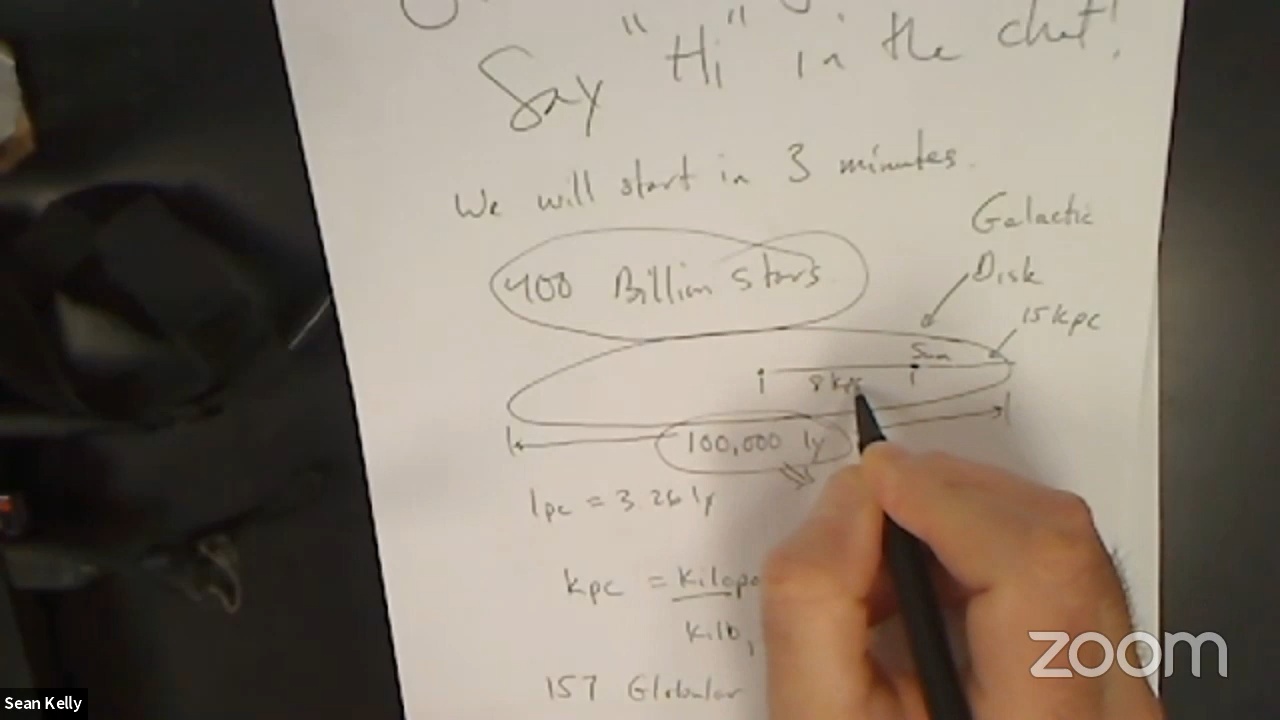 Say "Hi" in the chat!
We will start in 3 minutes.
Galactic
Disk
400 Billion Stars
15 kpc
Sun
8 kpc
100,000 ly
1pc = 3.26 ly
kpc = kilopa
kilo,
157 Globular
zoom
Sean Kelly